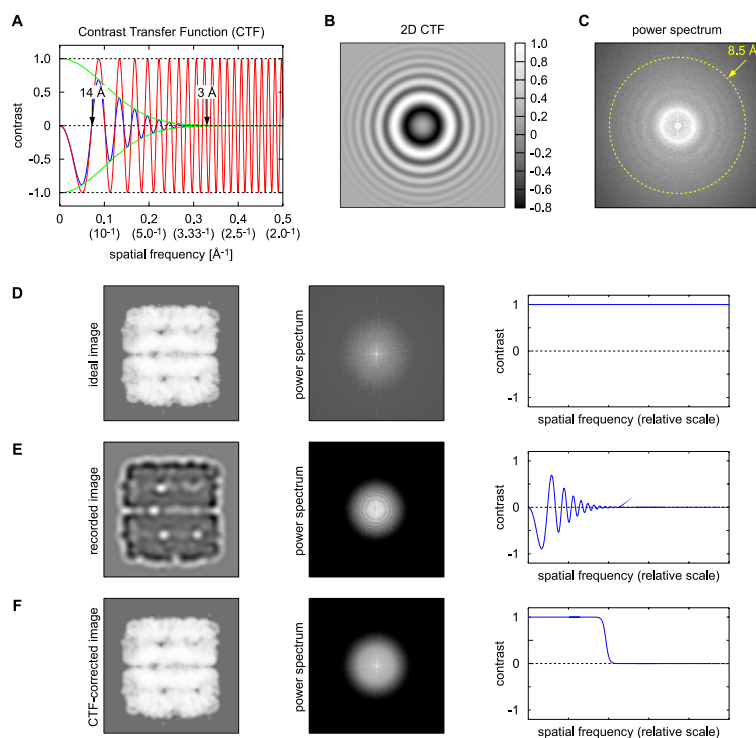 A
Contrast Transfer Function (CTF)
contrast
1.0
0.5
0
-0.5
-1.0
14 Å
3 Å
0 0.1 0.2 0.3 0.4 0.5
(10⁻¹) (5.0⁻¹) (3.33⁻¹) (2.5⁻¹) (2.0⁻¹)
spatial frequency [Å⁻¹]
B
2D CTF
1.0
0.8
0.6
0.4
0.2
0
-0.2
-0.4
-0.6
-0.8
C
power spectrum
8.5 Å
D
ideal image
power spectrum
contrast
1
0
-1
spatial frequency (relative scale)
E
recorded image
power spectrum
contrast
1
0
-1
spatial frequency (relative scale)
F
CTF-corrected image
power spectrum
contrast
1
0
-1
spatial frequency (relative scale)